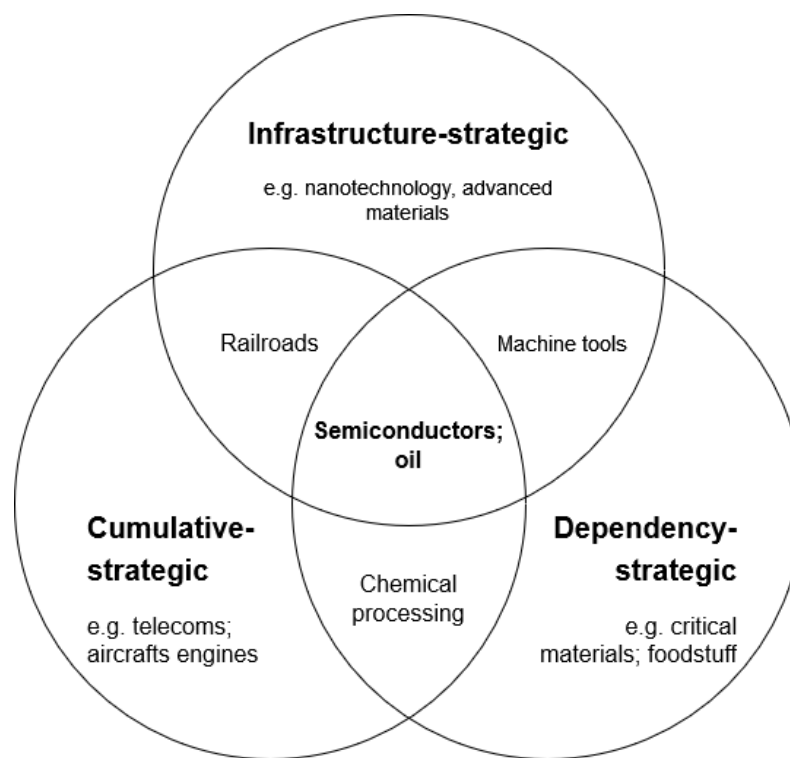 Infrastructure-strategic
e.g. nanotechnology, advanced
materials
Railroads
Machine tools
Semiconductors;
oil
Cumulative-
strategic
e.g. telecoms;
aircrafts engines
Chemical
processing
Dependency-
strategic
e.g. critical
materials; foodstuff